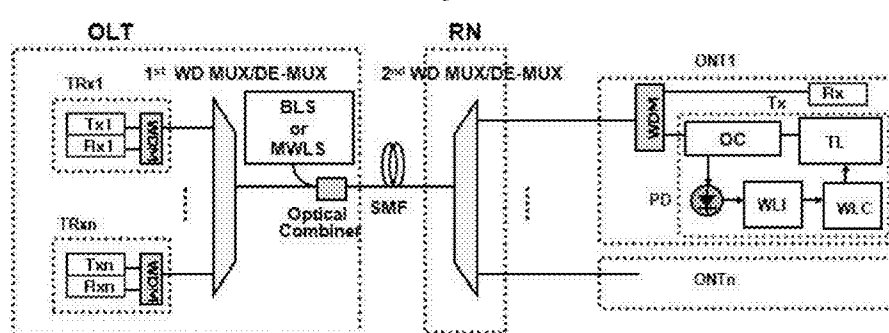 OLT
RN
ONT1
TRx1
1st WD MUX/DE-MUX
2nd WD MUX/DE-MUX
Tx1
Rx1
WDM
BLS
or
MWLS
WDM
Rx
Tx
OC
TL
Optical
Combiner
SMF
PD
WLI
WLC
TRxn
Txn
Rxn
WDM
ONTn